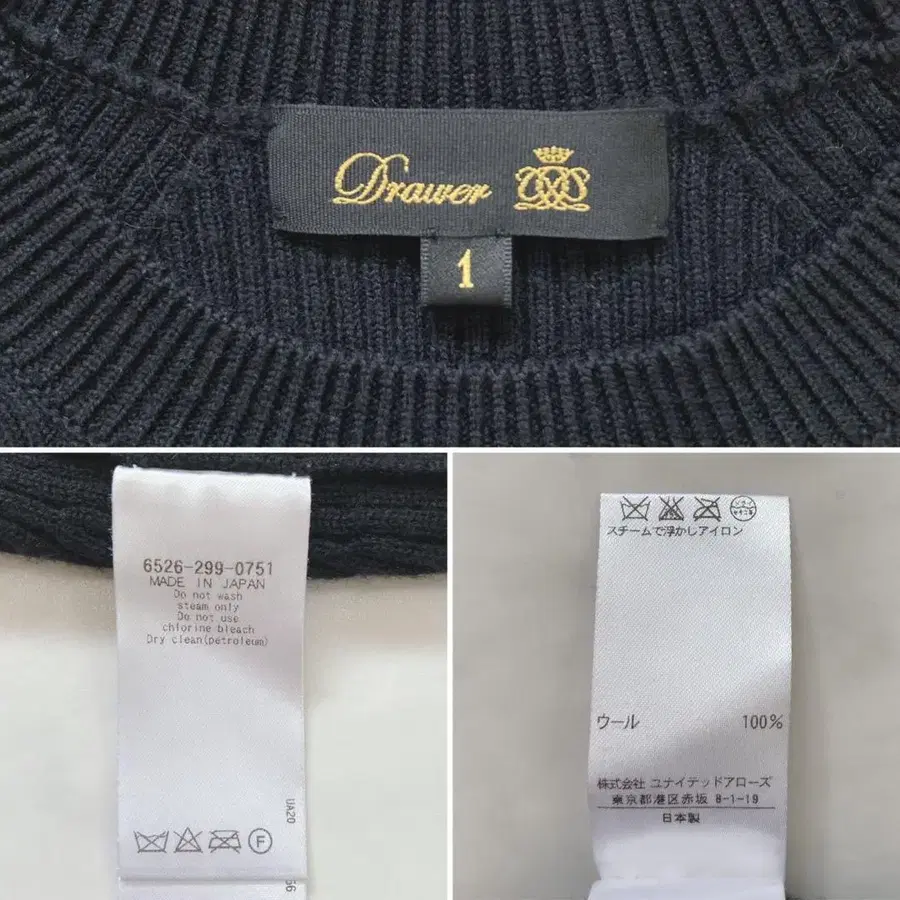 Drawer
1
6526-299-0751
MADE IN JAPAN
Do not wash
steam only
Do not use
chlorine bleach
Dry clean(petroleum)
UA20
F
56
スチームで浮かしアイロン
ウール 100%
株式会社 ユナイテッドアローズ
東京都港区赤坂 8-1-19
日本製